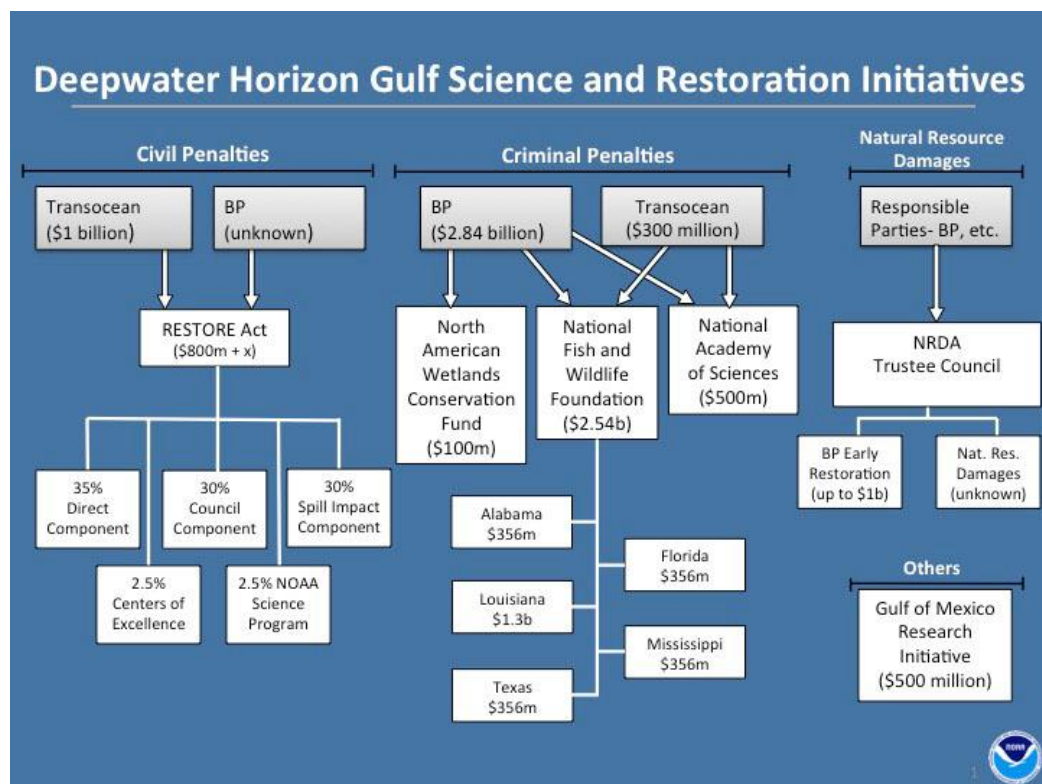 Deepwater Horizon Gulf Science and Restoration Initiatives
Civil Penalties
Transocean
($1 billion)
BP
(unknown)
RESTORE Act
($800m + x)
35%
Direct
Component
30%
Council
Component
30%
Spill Impact
Component
2.5%
Centers of
Excellence
2.5% NOAA
Science
Program
Criminal Penalties
BP
($2.84 billion)
Transocean
($300 million)
North
American
Wetlands
Conservation
Fund
($100m)
National
Fish and
Wildlife
Foundation
($2.54b)
National
Academy
of Sciences
($500m)
Alabama
$356m
Florida
$356m
Louisiana
$1.3b
Mississippi
$356m
Texas
$356m
Natural Resource
Damages
Responsible
Parties- BP, etc.
NRDA
Trustee Council
BP Early
Restoration
(up to $1b)
Nat. Res.
Damages
(unknown)
Others
Gulf of Mexico
Research
Initiative
($500 million)
1
NOAA